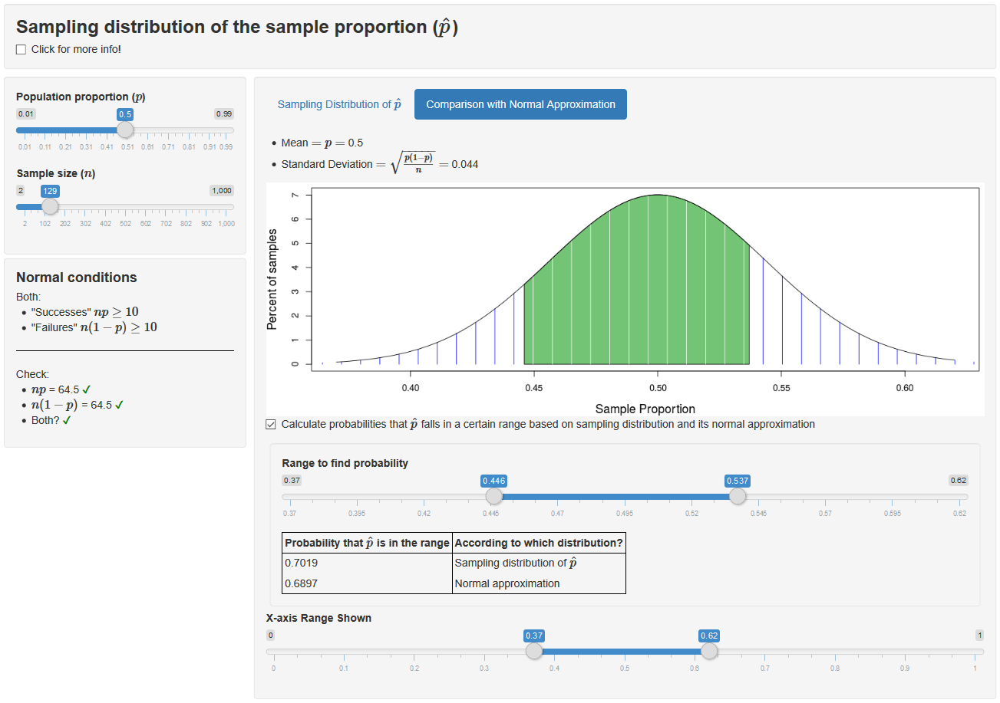 Sampling distribution of the sample proportion (p̂)
Click for more info!
Population proportion (p)
0.01 0.5 0.99
0.01 0.11 0.21 0.31 0.41 0.51 0.61 0.71 0.81 0.91 0.99
Sample size (n)
2 129 1,000
2 102 202 302 402 502 602 702 802 902 1,000
Normal conditions
Both:
• "Successes" np ≥ 10
• "Failures" n(1 − p) ≥ 10
Check:
• np = 64.5 ✓
• n(1 − p) = 64.5 ✓
• Both? ✓
Sampling Distribution of p̂ Comparison with Normal Approximation
• Mean = p = 0.5
• Standard Deviation = √(p(1−p)/n) = 0.044
Percent of samples
7
6
5
4
3
2
1
0
0.40 0.45 0.50 0.55 0.60
Sample Proportion
Calculate probabilities that p̂ falls in a certain range based on sampling distribution and its normal approximation
Range to find probability
0.37 0.446 0.537 0.62
0.37 0.395 0.42 0.445 0.47 0.495 0.52 0.545 0.57 0.595 0.62
Probability that p̂ is in the range According to which distribution?
0.7019 Sampling distribution of p̂
0.6897 Normal approximation
X-axis Range Shown
0 0.37 0.62 1
0 0.1 0.2 0.3 0.4 0.5 0.6 0.7 0.8 0.9 1